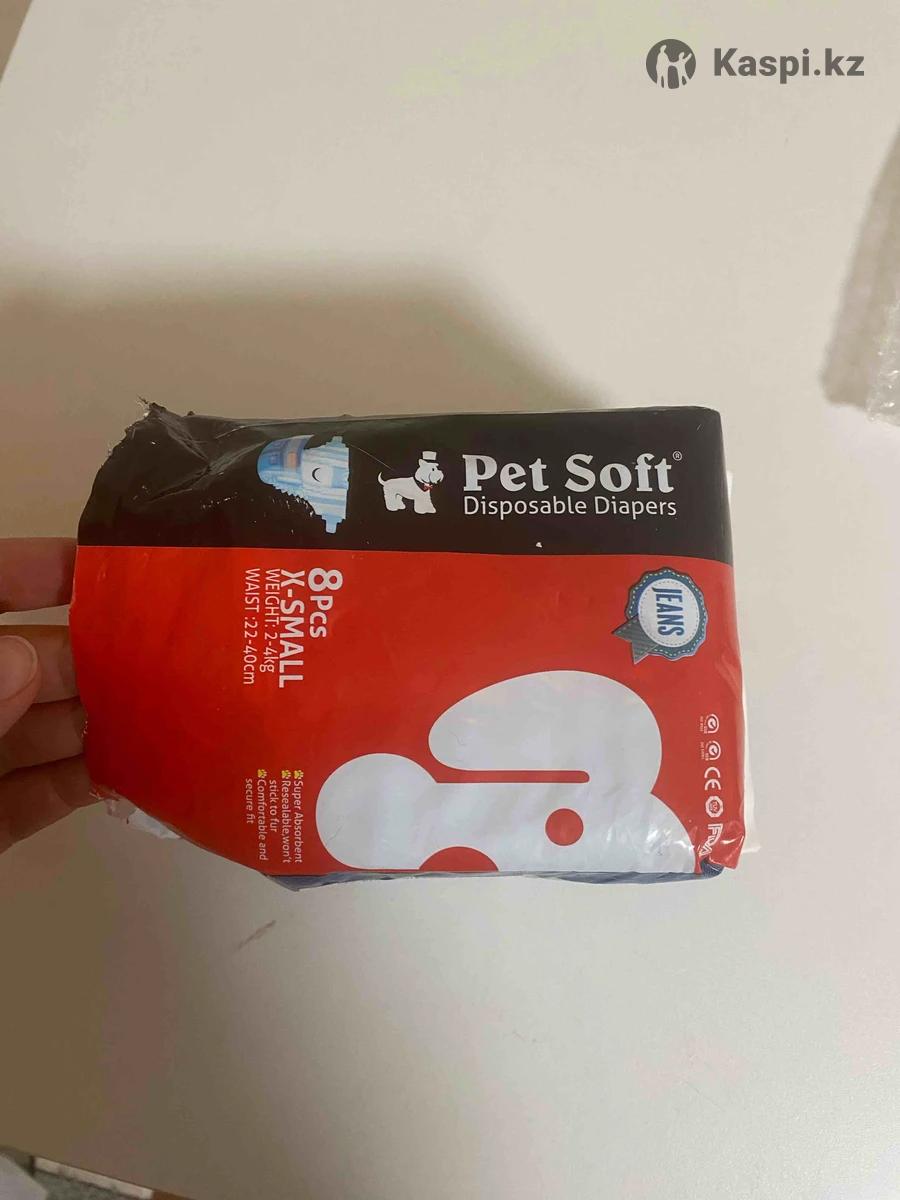 Kaspi.kz
Pet Soft®
Disposable Diapers
JEANS
8Pcs
X-SMALL
WEIGHT: 2-4kg
WAIST :22-40cm
Super Absorbent
Resealable,won't
stick to fur
Comfortable and
secure fit
CE
FDA